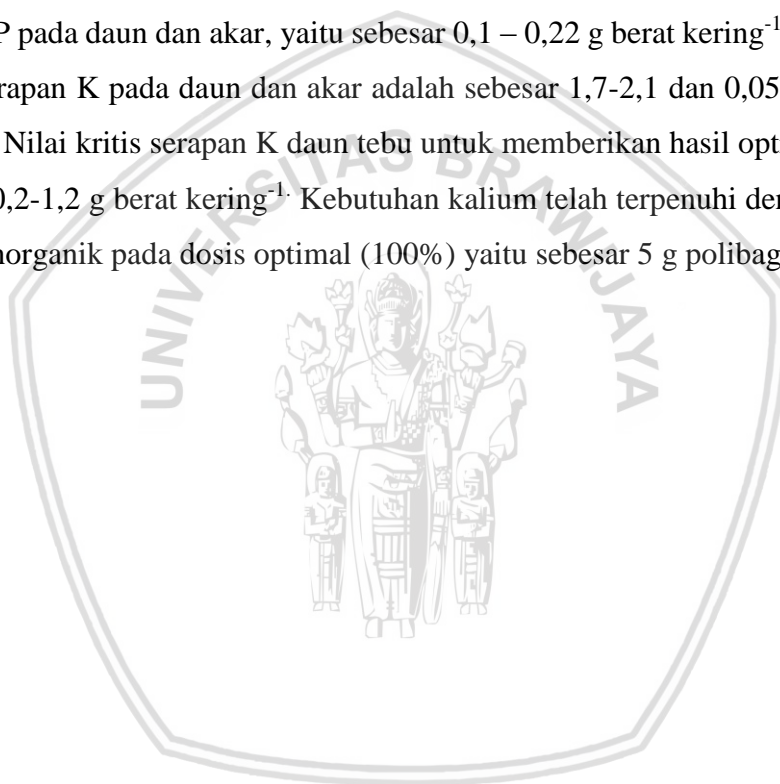 P pada daun dan akar, yaitu sebesar 0,1 – 0,22 g berat kering-1
rapan K pada daun dan akar adalah sebesar 1,7-2,1 dan 0,05
Nilai kritis serapan K daun tebu untuk memberikan hasil opt
0,2-1,2 g berat kering-1. Kebutuhan kalium telah terpenuhi de
norganik pada dosis optimal (100%) yaitu sebesar 5 g polibag
UNIVERSITAS BRAWIJAYA